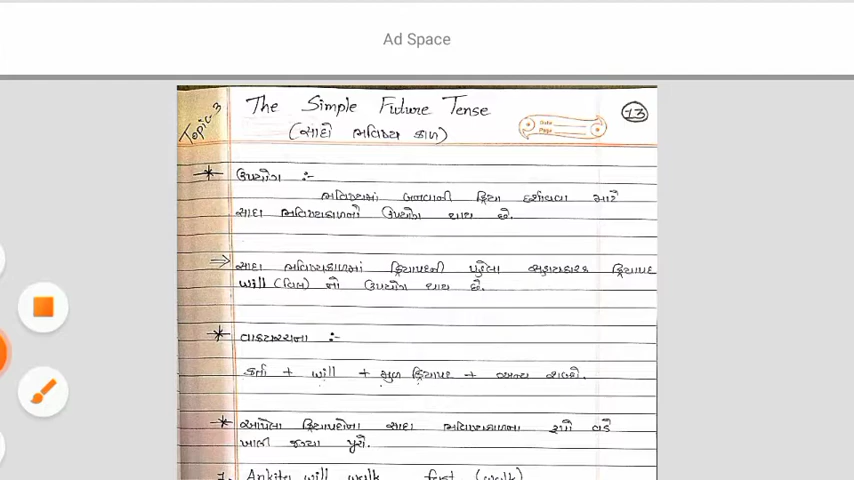 Ad Space
Topic-3
The Simple Future Tense
(સાદો ભવિષ્ય કાળ)
Date
Page
13
* ઉપયોગ :-
ભવિષ્યમાં બનવાની ક્રિયા દર્શાવવા માટે
સાદા ભવિષ્યકાળનો ઉપયોગ થાય છે.
⇒ સાદા ભવિષ્યકાળમાં ક્રિયાપદની પહેલા સહાયકારક ક્રિયાપદ
will (વિલ) નો ઉપયોગ થાય છે.
* વાક્યરચના :-
કર્તા + will + મુળ ક્રિયાપદ + અન્ય શબ્દો.
* આપેલા ક્રિયાપદોના સાદા ભવિષ્યકાળના રૂપો વડે
ખાલી જગ્યા પુરો.
1. Ankita will walk first (walk)